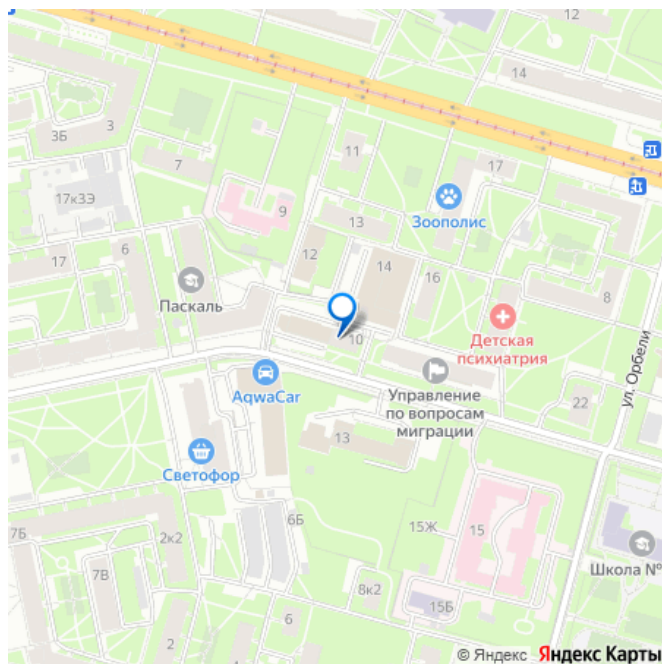 12
14
3Б
3
11
7
17
17к3Э
9
Зоополис
13
12
14
6
17
16
8
Паскаль
10
Детская
психиатрия
ул. Орбели
AqwaCar
Управление
по вопросам
миграции
22
13
Светофор
6Б
15Ж
15
7Б
2к2
Школа №
7В
8к2
15Б
6
2
© Яндекс Яндекс Карты